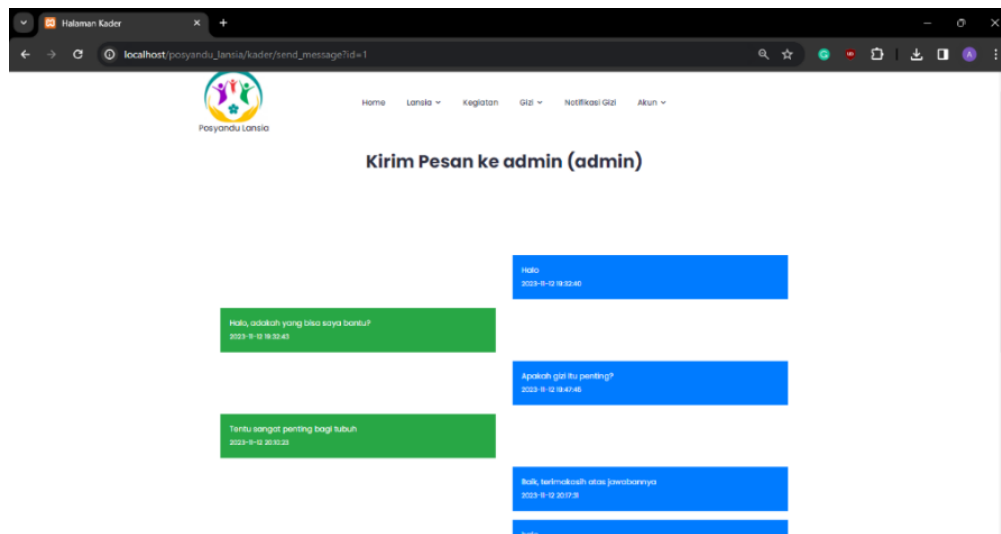 Halaman Kader
localhost/posyandu_lansia/kader/send_message?id=1
Posyandu Lansia
Home Lansia Kegiatan Gizi Notifikasi Gizi Akun
Kirim Pesan ke admin (admin)
Halo
2023-11-12 19:32:40
Halo, adakah yang bisa saya bantu?
2023-11-12 19:32:43
Apakah gizi itu penting?
2023-11-12 19:47:45
Tentu sangat penting bagi tubuh
2023-11-12 20:10:23
Baik, terimakasih atas jawabannya
2023-11-12 20:17:31